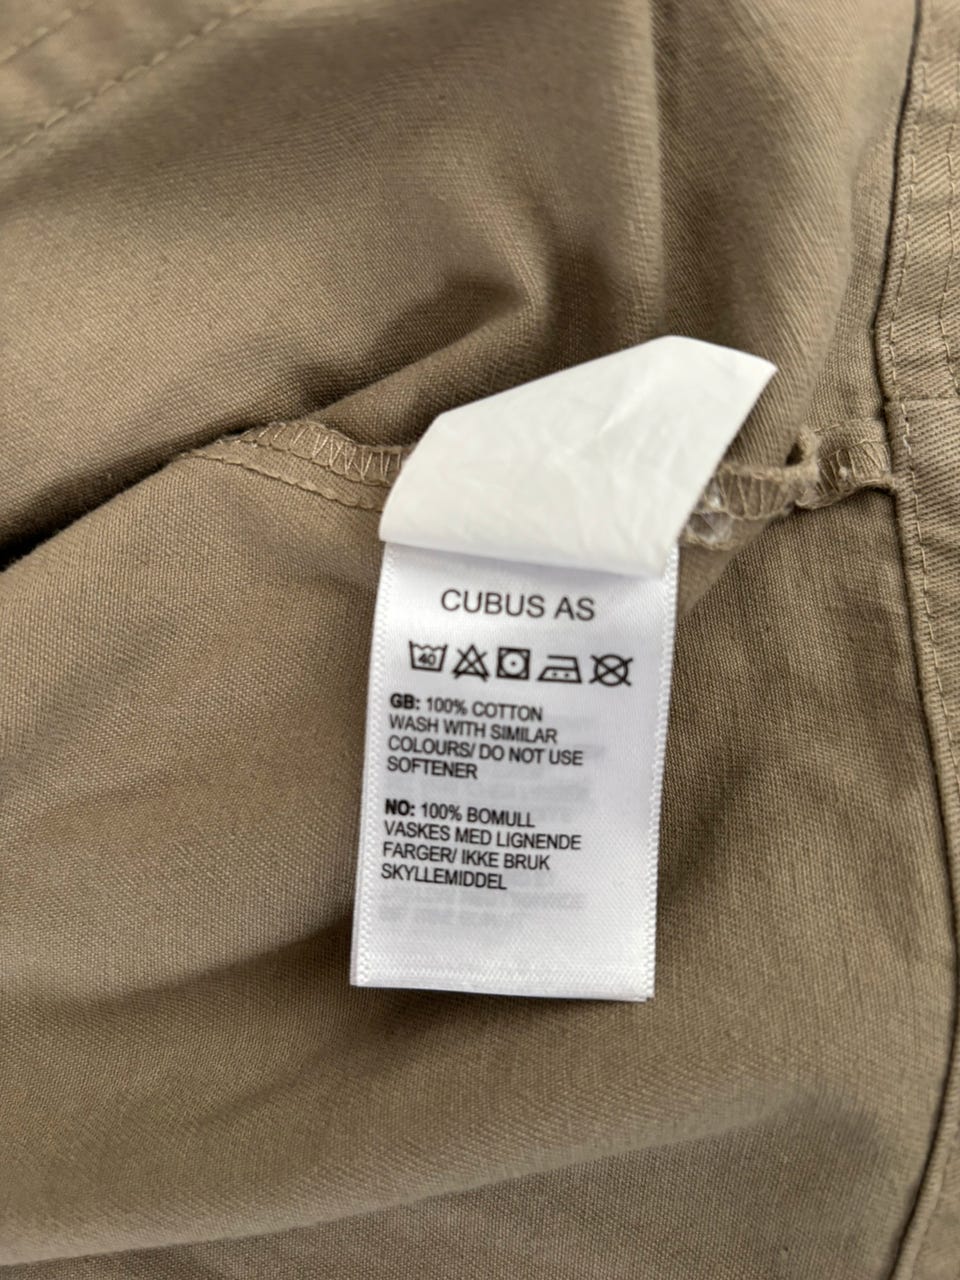 CUBUS AS
40
GB: 100% COTTON
WASH WITH SIMILAR
COLOURS/ DO NOT USE
SOFTENER
NO: 100% BOMULL
VASKES MED LIGNENDE
FARGER/ IKKE BRUK
SKYLLEMIDDEL